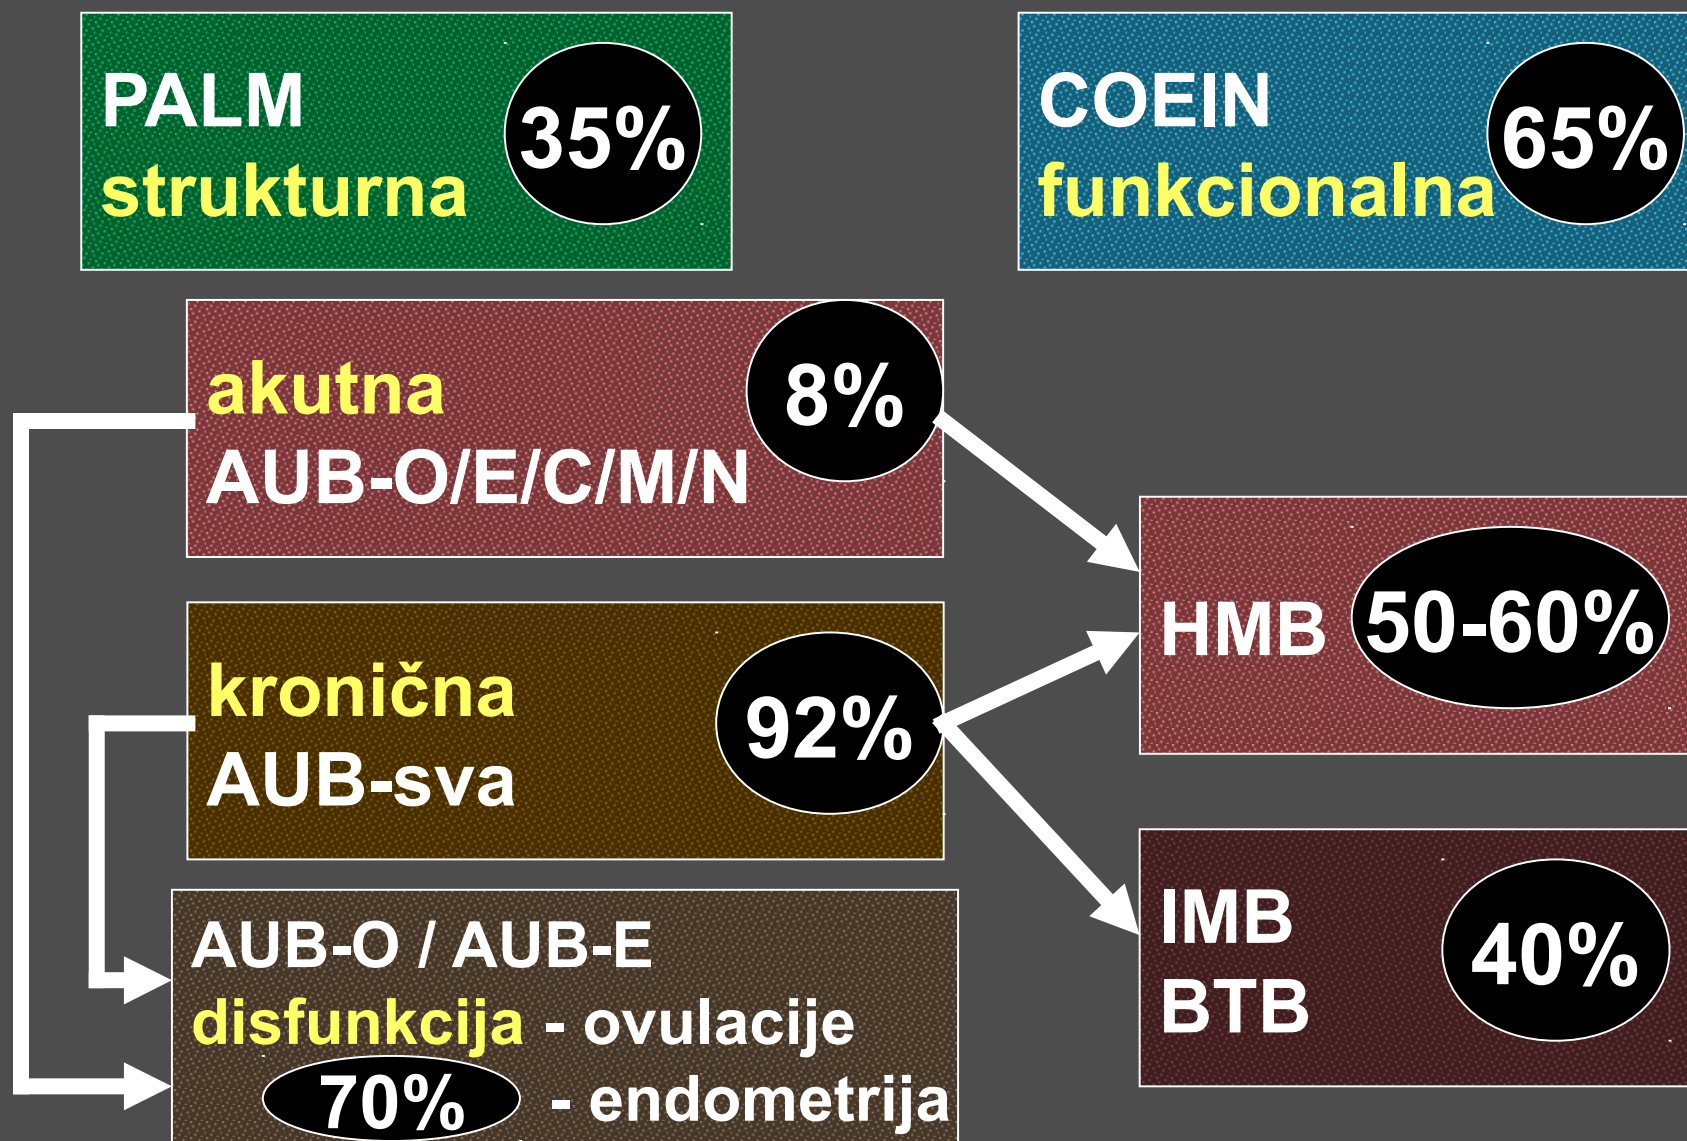 PALM
strukturna
35%
COEIN
funkcionalna
65%
akutna
AUB-O/E/C/M/N
8%
kronična
AUB-sva
92%
HMB
50-60%
IMB
BTB
40%
AUB-O / AUB-E
disfunkcija - ovulacije
70% - endometrija